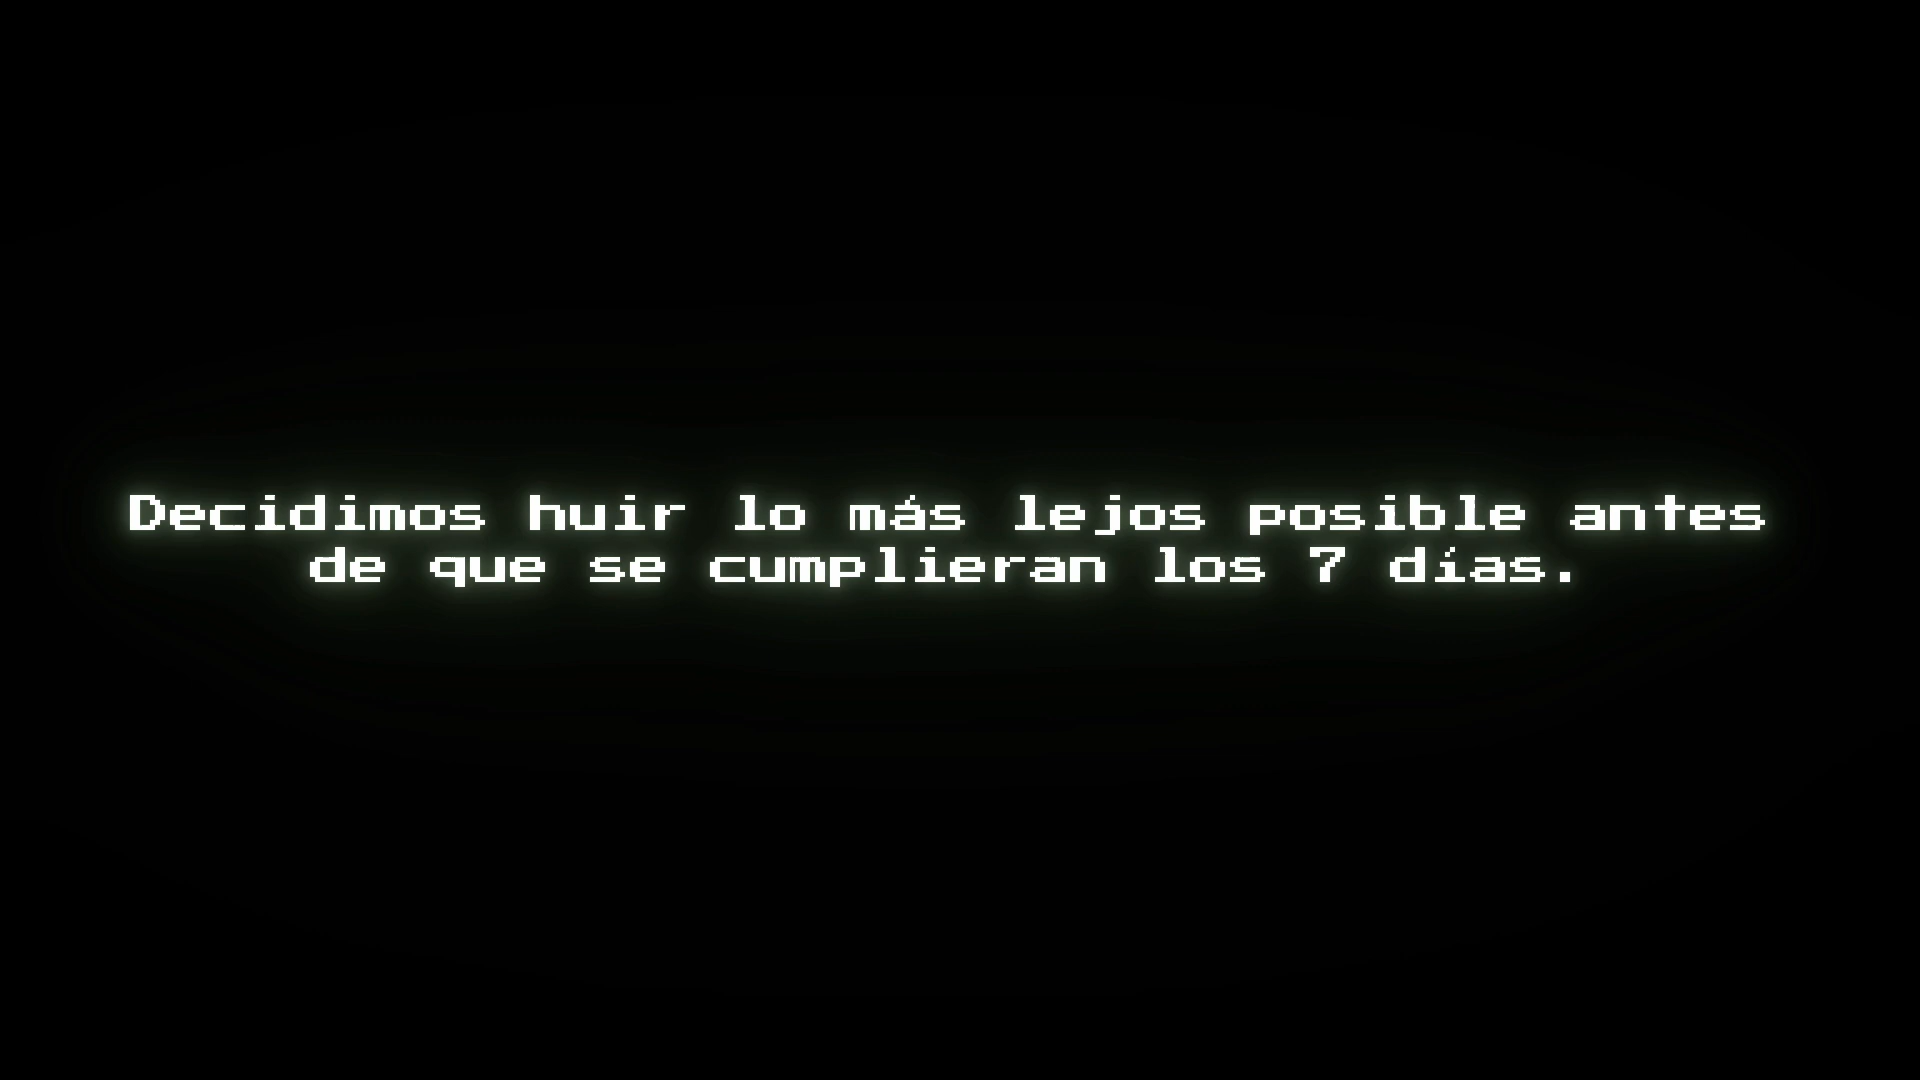 Decidimos huir lo más lejos posible antes
de que se cumplieran los 7 días.